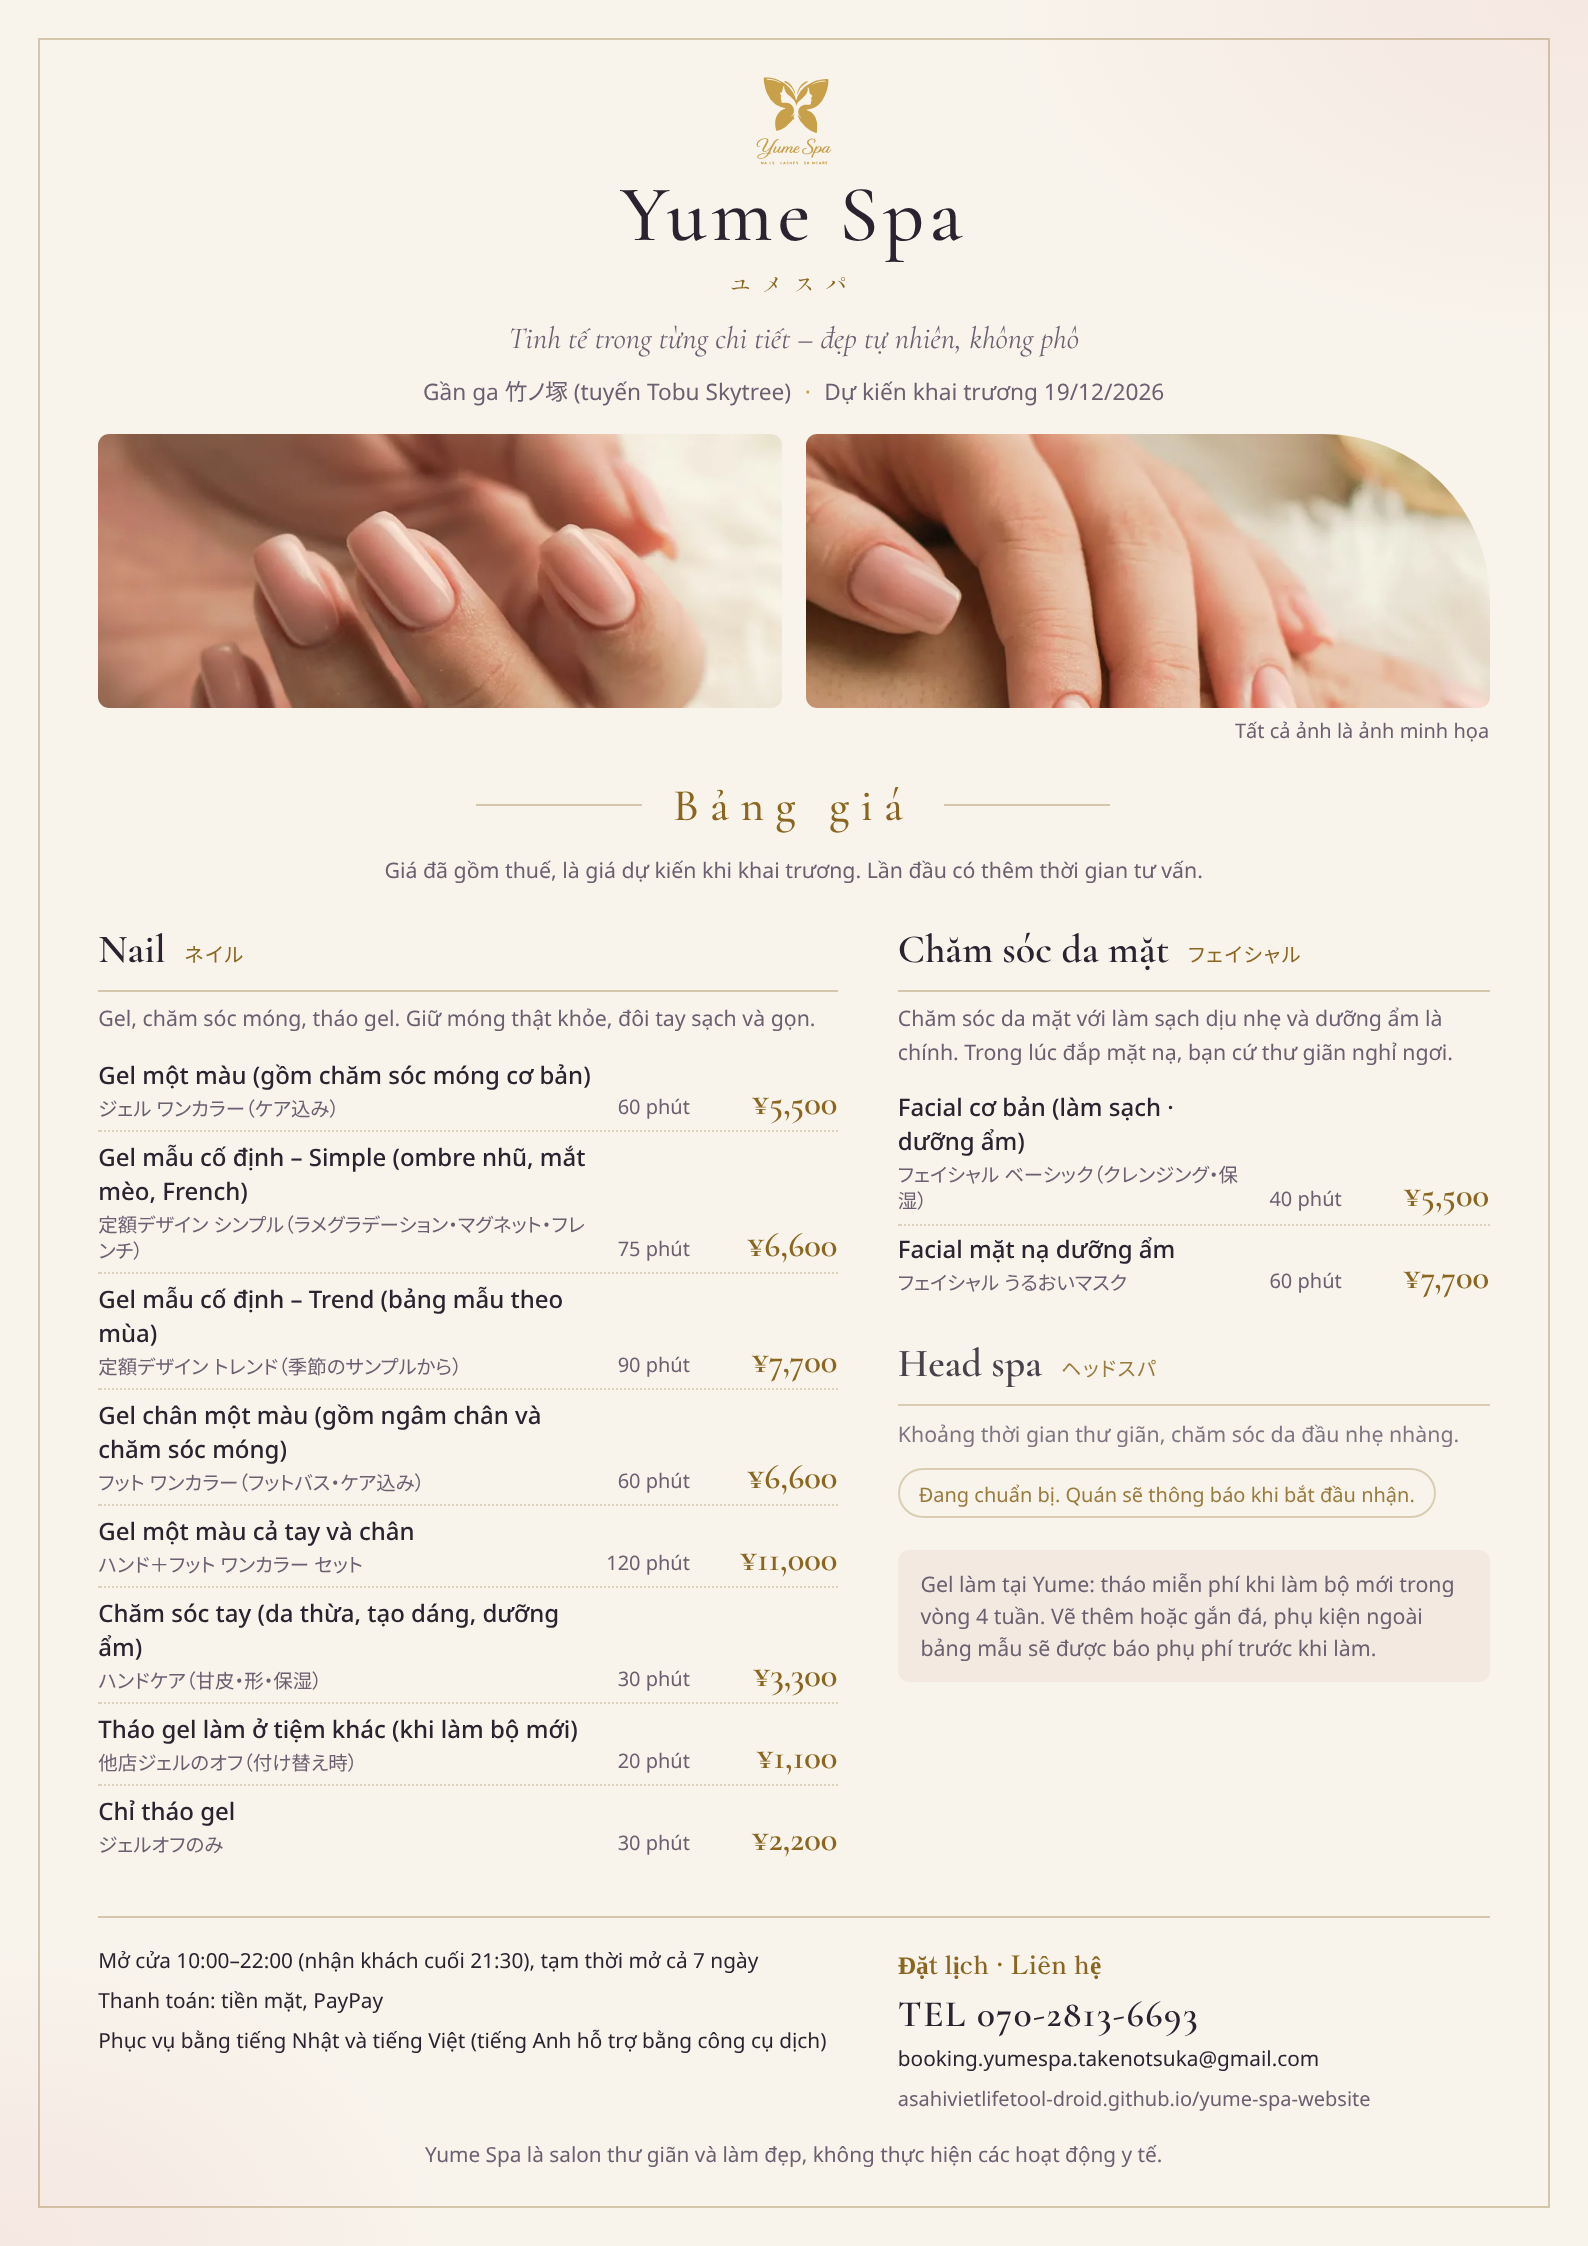 Yume Spa
Yume Spa
ユメスパ
Tinh tế trong từng chi tiết – đẹp tự nhiên, không phô
Gần ga 竹ノ塚 (tuyến Tobu Skytree) · Dự kiến khai trương 19/12/2026
Tất cả ảnh là ảnh minh họa
Bảng giá
Giá đã gồm thuế, là giá dự kiến khi khai trương. Lần đầu có thêm thời gian tư vấn.
Nail ネイル
Gel, chăm sóc móng, tháo gel. Giữ móng thật khỏe, đôi tay sạch và gọn.
Gel một màu (gồm chăm sóc móng cơ bản)
ジェル ワンカラー（ケア込み） 60 phút ¥5,500
Gel mẫu cố định – Simple (ombre nhũ, mắt
mèo, French)
定額デザイン シンプル（ラメグラデーション・マグネット・フレ
ンチ） 75 phút ¥6,600
Gel mẫu cố định – Trend (bảng mẫu theo
mùa)
定額デザイン トレンド（季節のサンプルから） 90 phút ¥7,700
Gel chân một màu (gồm ngâm chân và
chăm sóc móng)
フット ワンカラー（フットバス・ケア込み） 60 phút ¥6,600
Gel một màu cả tay và chân
ハンド＋フット ワンカラー セット 120 phút ¥11,000
Chăm sóc tay (da thừa, tạo dáng, dưỡng
ẩm)
ハンドケア（甘皮・形・保湿） 30 phút ¥3,300
Tháo gel làm ở tiệm khác (khi làm bộ mới)
他店ジェルのオフ（付け替え時） 20 phút ¥1,100
Chỉ tháo gel
ジェルオフのみ 30 phút ¥2,200
Chăm sóc da mặt フェイシャル
Chăm sóc da mặt với làm sạch dịu nhẹ và dưỡng ẩm là
chính. Trong lúc đắp mặt nạ, bạn cứ thư giãn nghỉ ngơi.
Facial cơ bản (làm sạch ·
dưỡng ẩm)
フェイシャル ベーシック（クレンジング・保
湿） 40 phút ¥5,500
Facial mặt nạ dưỡng ẩm
フェイシャル うるおいマスク 60 phút ¥7,700
Head spa ヘッドスパ
Khoảng thời gian thư giãn, chăm sóc da đầu nhẹ nhàng.
Đang chuẩn bị. Quán sẽ thông báo khi bắt đầu nhận.
Gel làm tại Yume: tháo miễn phí khi làm bộ mới trong
vòng 4 tuần. Vẽ thêm hoặc gắn đá, phụ kiện ngoài
bảng mẫu sẽ được báo phụ phí trước khi làm.
Mở cửa 10:00–22:00 (nhận khách cuối 21:30), tạm thời mở cả 7 ngày
Thanh toán: tiền mặt, PayPay
Phục vụ bằng tiếng Nhật và tiếng Việt (tiếng Anh hỗ trợ bằng công cụ dịch)
Đặt lịch · Liên hệ
TEL 070-2813-6693
booking.yumespa.takenotsuka@gmail.com
asahivietlifetool-droid.github.io/yume-spa-website
Yume Spa là salon thư giãn và làm đẹp, không thực hiện các hoạt động y tế.